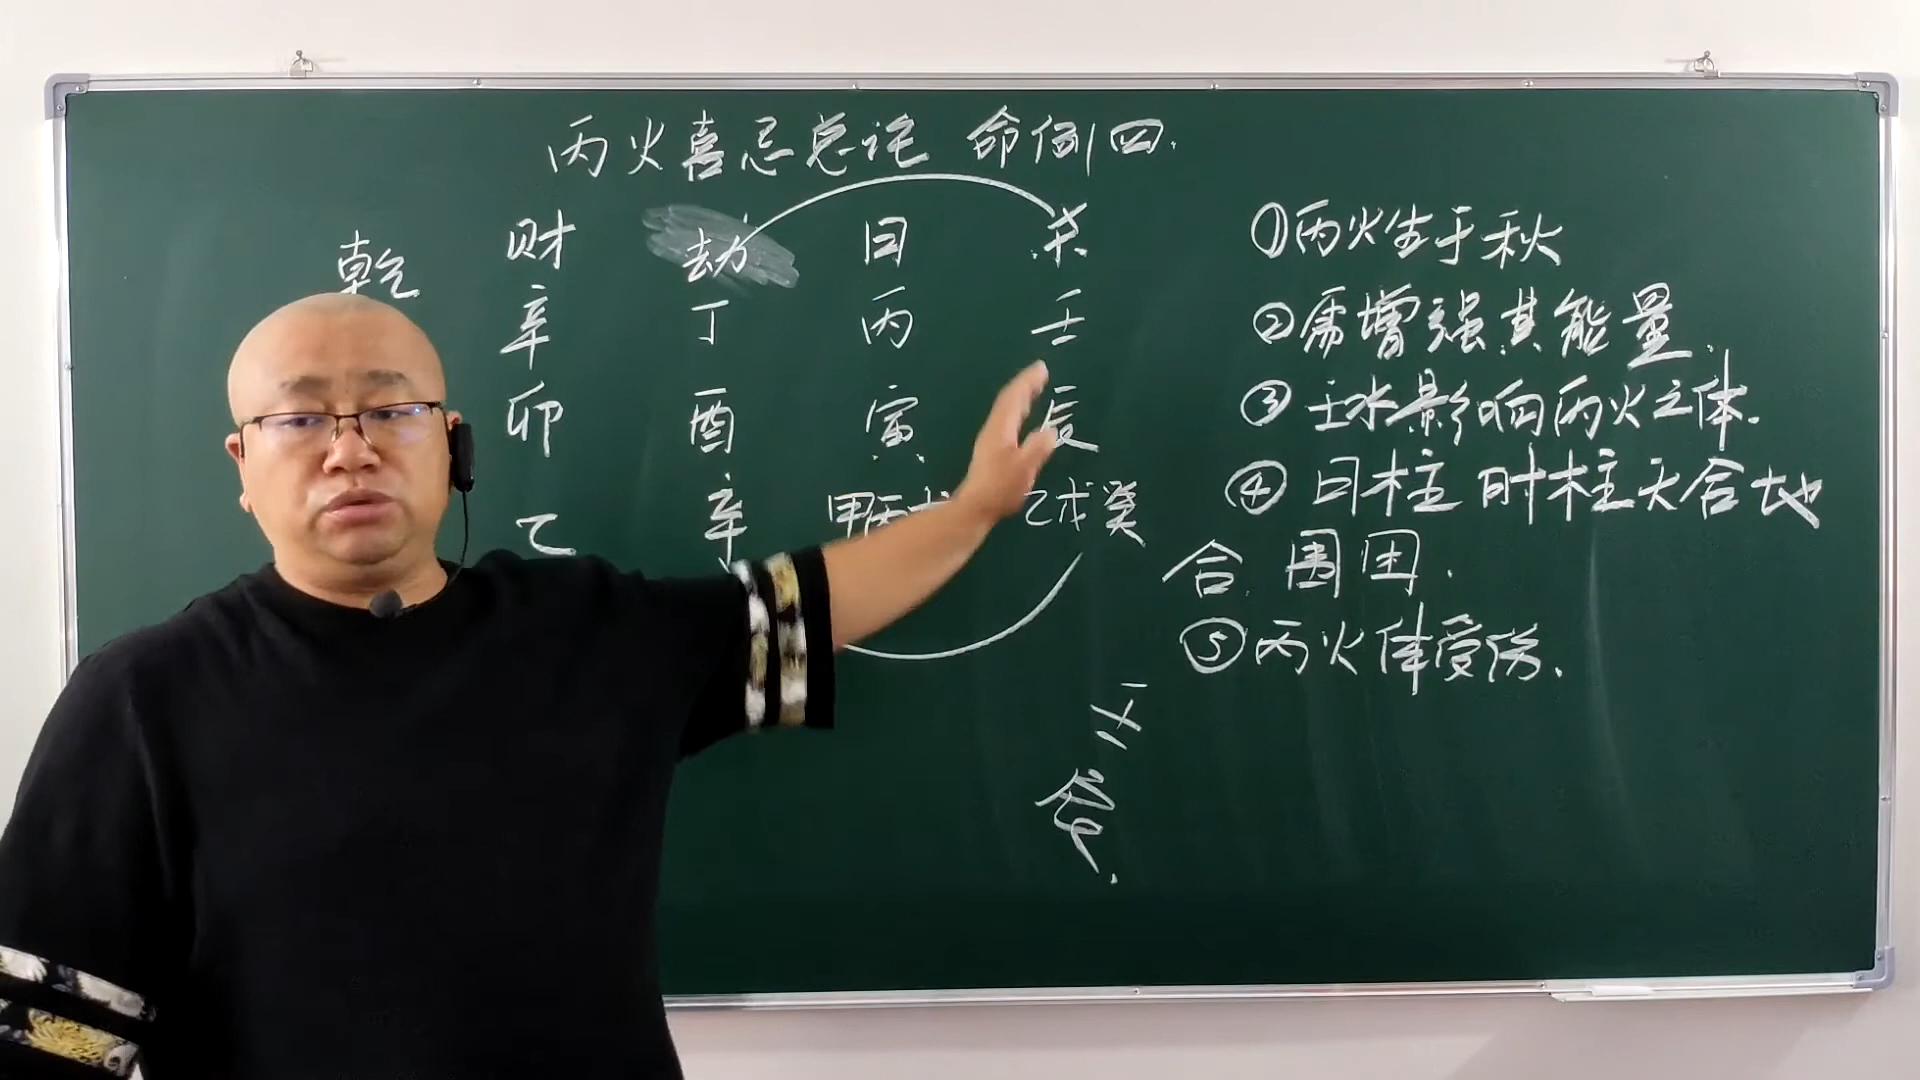 丙火喜忌总论 命例四.
乾 财 劫 日 杀
辛 丁 丙 壬
卯 酉 寅 辰
乙 辛 甲丙戊 乙戊癸
①丙火生于秋
②需增强其能量.
③壬水影响丙火之体.
④日柱 时柱天合地
合 围困.
⑤丙火体受伤.